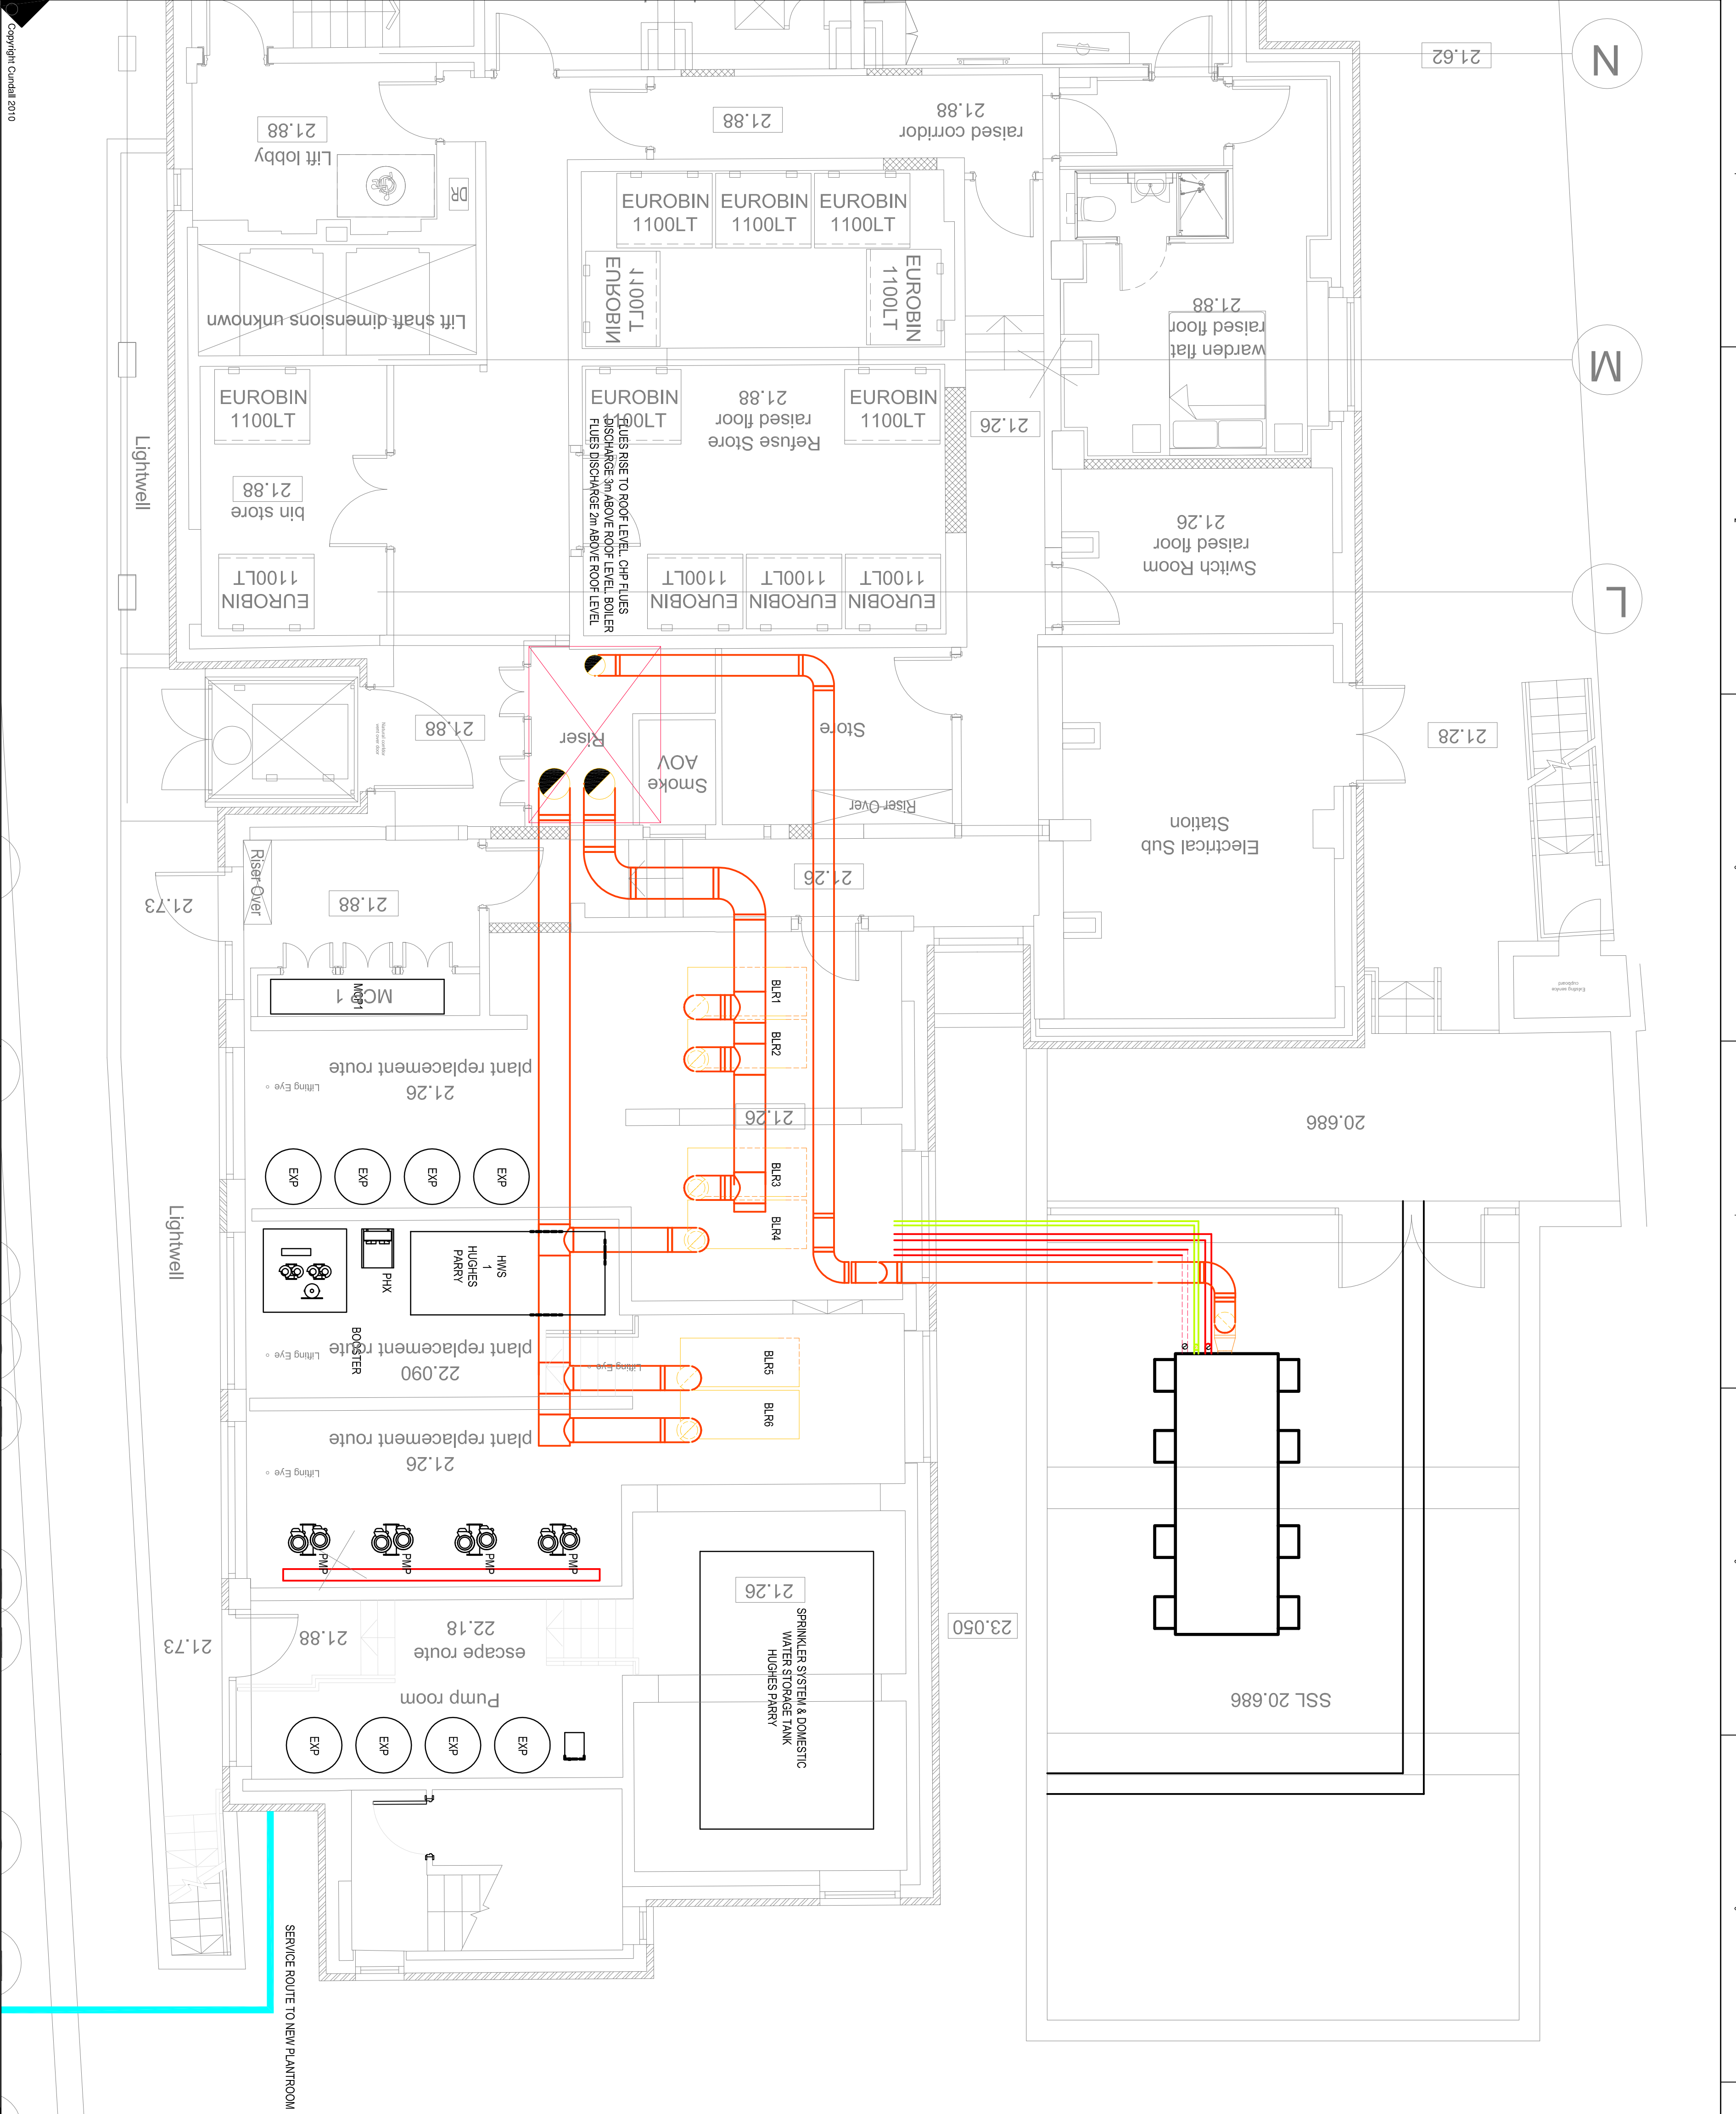 Copyright Cundall 2010
N
21.62
21.88
Lift lobby
DR
21.88
raised corridor
21.88
EUROBIN
1100LT
EUROBIN
1100LT
EUROBIN
1100LT
EUROBIN
1100LT
EUROBIN
1100LT
Lift shaft dimensions unknown
warden flat
raised floor
21.88
M
EUROBIN
1100LT
EUROBIN
1100LT
EUROBIN
1100LT
Refuse Store
raised floor
21.88
21.26
Lightwell
bin store
21.88
FLUES RISE TO ROOF LEVEL. CHP FLUES
DISCHARGE 3m ABOVE ROOF LEVEL. BOILER
FLUES DISCHARGE 2m ABOVE ROOF LEVEL
Switch Room
raised floor
21.26
L
EUROBIN
1100LT
EUROBIN
1100LT
EUROBIN
1100LT
EUROBIN
1100LT
21.88
Riser
Smoke
AOV
Store
Riser Over
21.28
Electrical Sub
Station
21.73
Riser Over
21.88
21.26
MCP 1
MCP1
BLR1
BLR2
Existing service
cupboard
plant replacement route
21.26
Lifting Eye
21.26
20.686
EXP
EXP
EXP
EXP
BLR3
BLR4
Lightwell
PHX
HWS
1
HUGHES
PARRY
BOOSTER
plant replacement route
22.090
Lifting Eye
Lifting Eye
BLR5
BLR6
plant replacement route
21.26
Lifting Eye
PMP
PMP
PMP
PMP
21.26
SPRINKLER SYSTEM & DOMESTIC
WATER STORAGE TANK
HUGHES PARRY
21.73
21.88
escape route
22.18
23.050
Pump room
SSL 20.686
EXP
EXP
EXP
EXP
SERVICE ROUTE TO NEW PLANTROOM